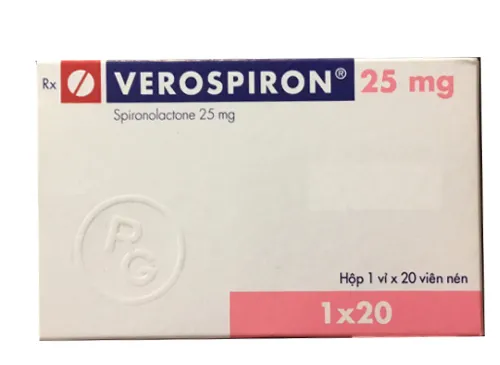 Rx VEROSPIRON® 25 mg
Spironolactone 25 mg
RG
Hộp 1 vỉ x 20 viên nén
1x20